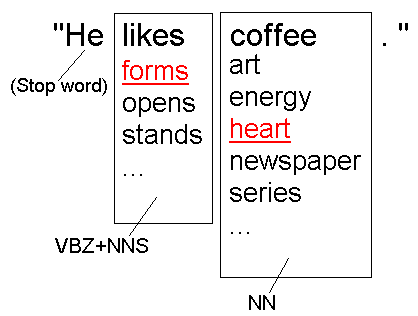 "He likes coffee . "
(Stop word)
forms
opens
stands
...
art
energy
heart
newspaper
series
...
VBZ+NNS
NN